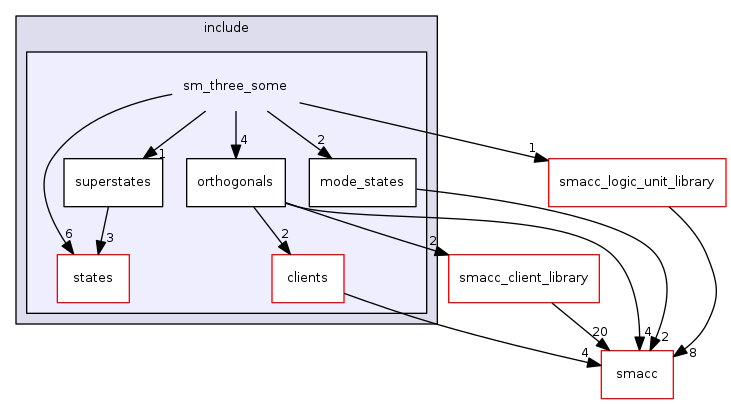 include
sm_three_some
4
2
1
1
superstates
orthogonals
mode_states
smacc_logic_unit_library
6
3
2
2
states
clients
smacc_client_library
20
4
2
4
8
smacc